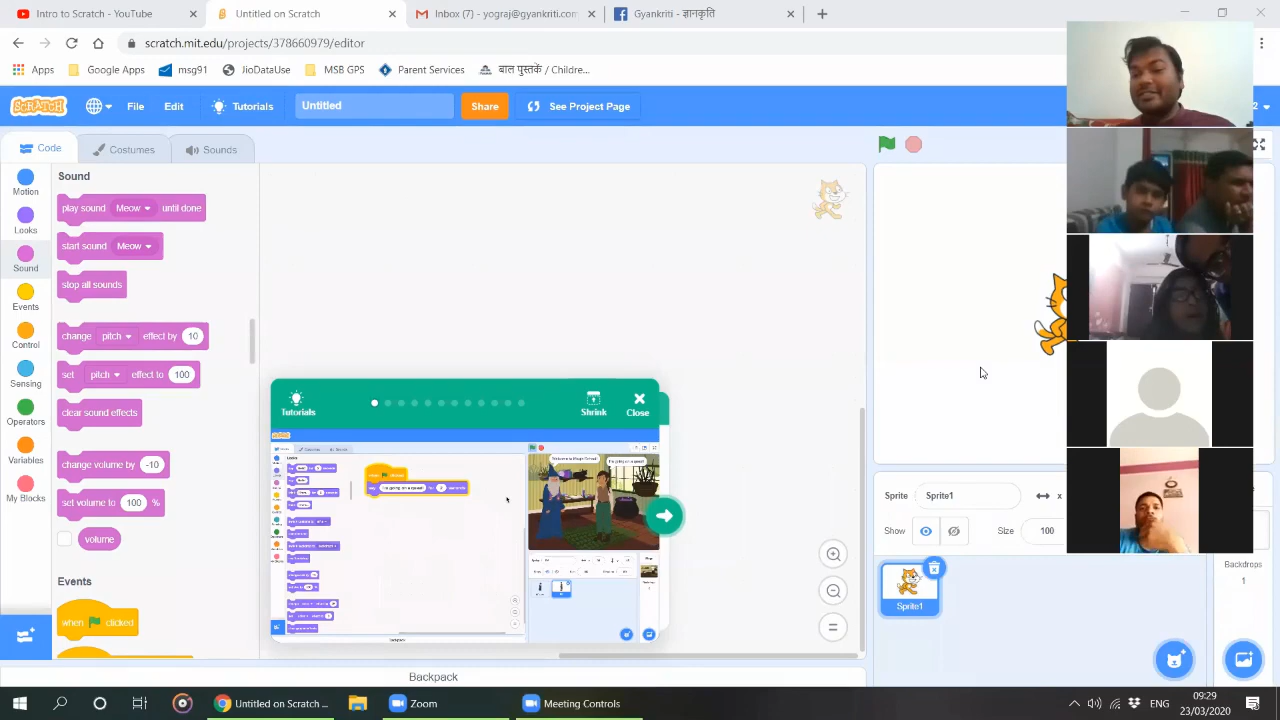 Intro to Scratch - YouTube
Untitled on Scratch
Inbox (7) - yograj@gyankriti.com
Gyankriti - ज्ञानकृति
scratch.mit.edu/projects/378660979/editor
Apps
Google Apps
msg91
JioDataUse
MSB GPS
Parent Services
बाल पुस्तकें / Childre...
SCRATCH
File
Edit
Tutorials
Untitled
Share
See Project Page
Code
Costumes
Sounds
Motion
Looks
Sound
Events
Control
Sensing
Operators
Variables
My Blocks
Sound
play sound Meow until done
start sound Meow
stop all sounds
change pitch effect by 10
set pitch effect to 100
clear sound effects
change volume by -10
set volume to 100 %
volume
Events
when clicked
Tutorials
Shrink
Close
Backpack
Sprite
Sprite1
x
Show
Size
100
Sprite1
Backdrops
1
Untitled on Scratch ...
Zoom
Meeting Controls
ENG
09:29
23/03/2020